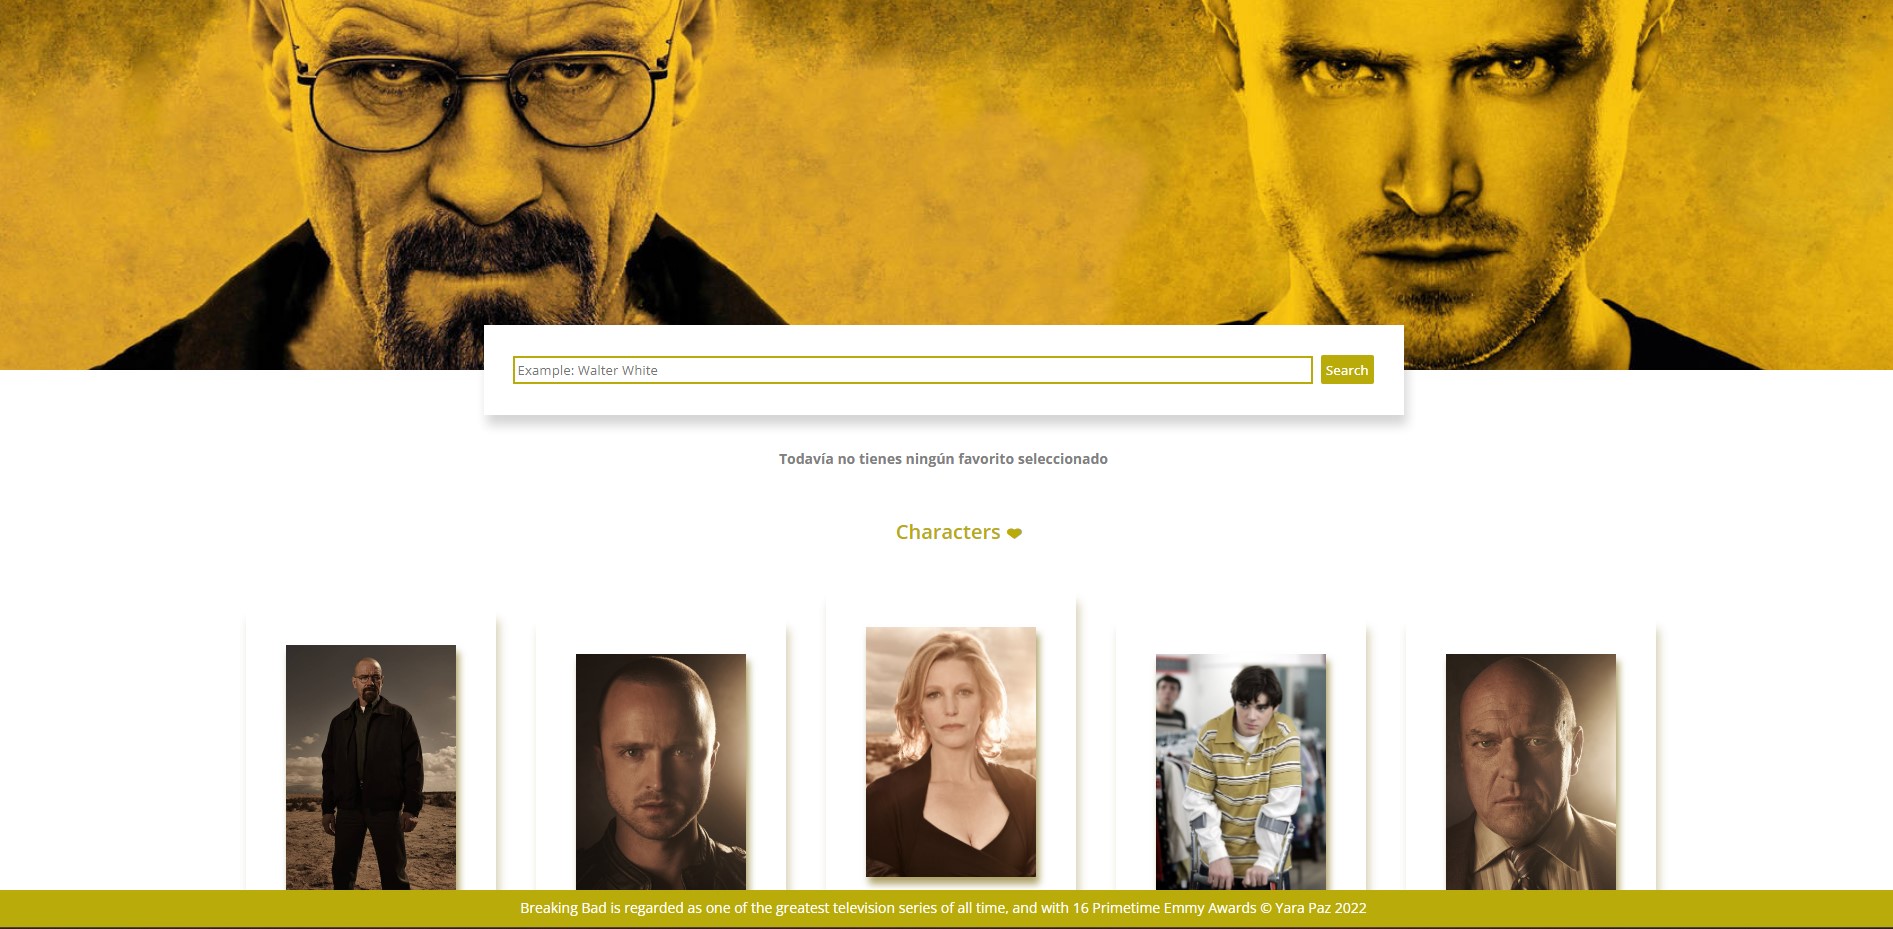 Example: Walter White
Search
Todavía no tienes ningún favorito seleccionado
Characters ❤
Breaking Bad is regarded as one of the greatest television series of all time, and with 16 Primetime Emmy Awards © Yara Paz 2022